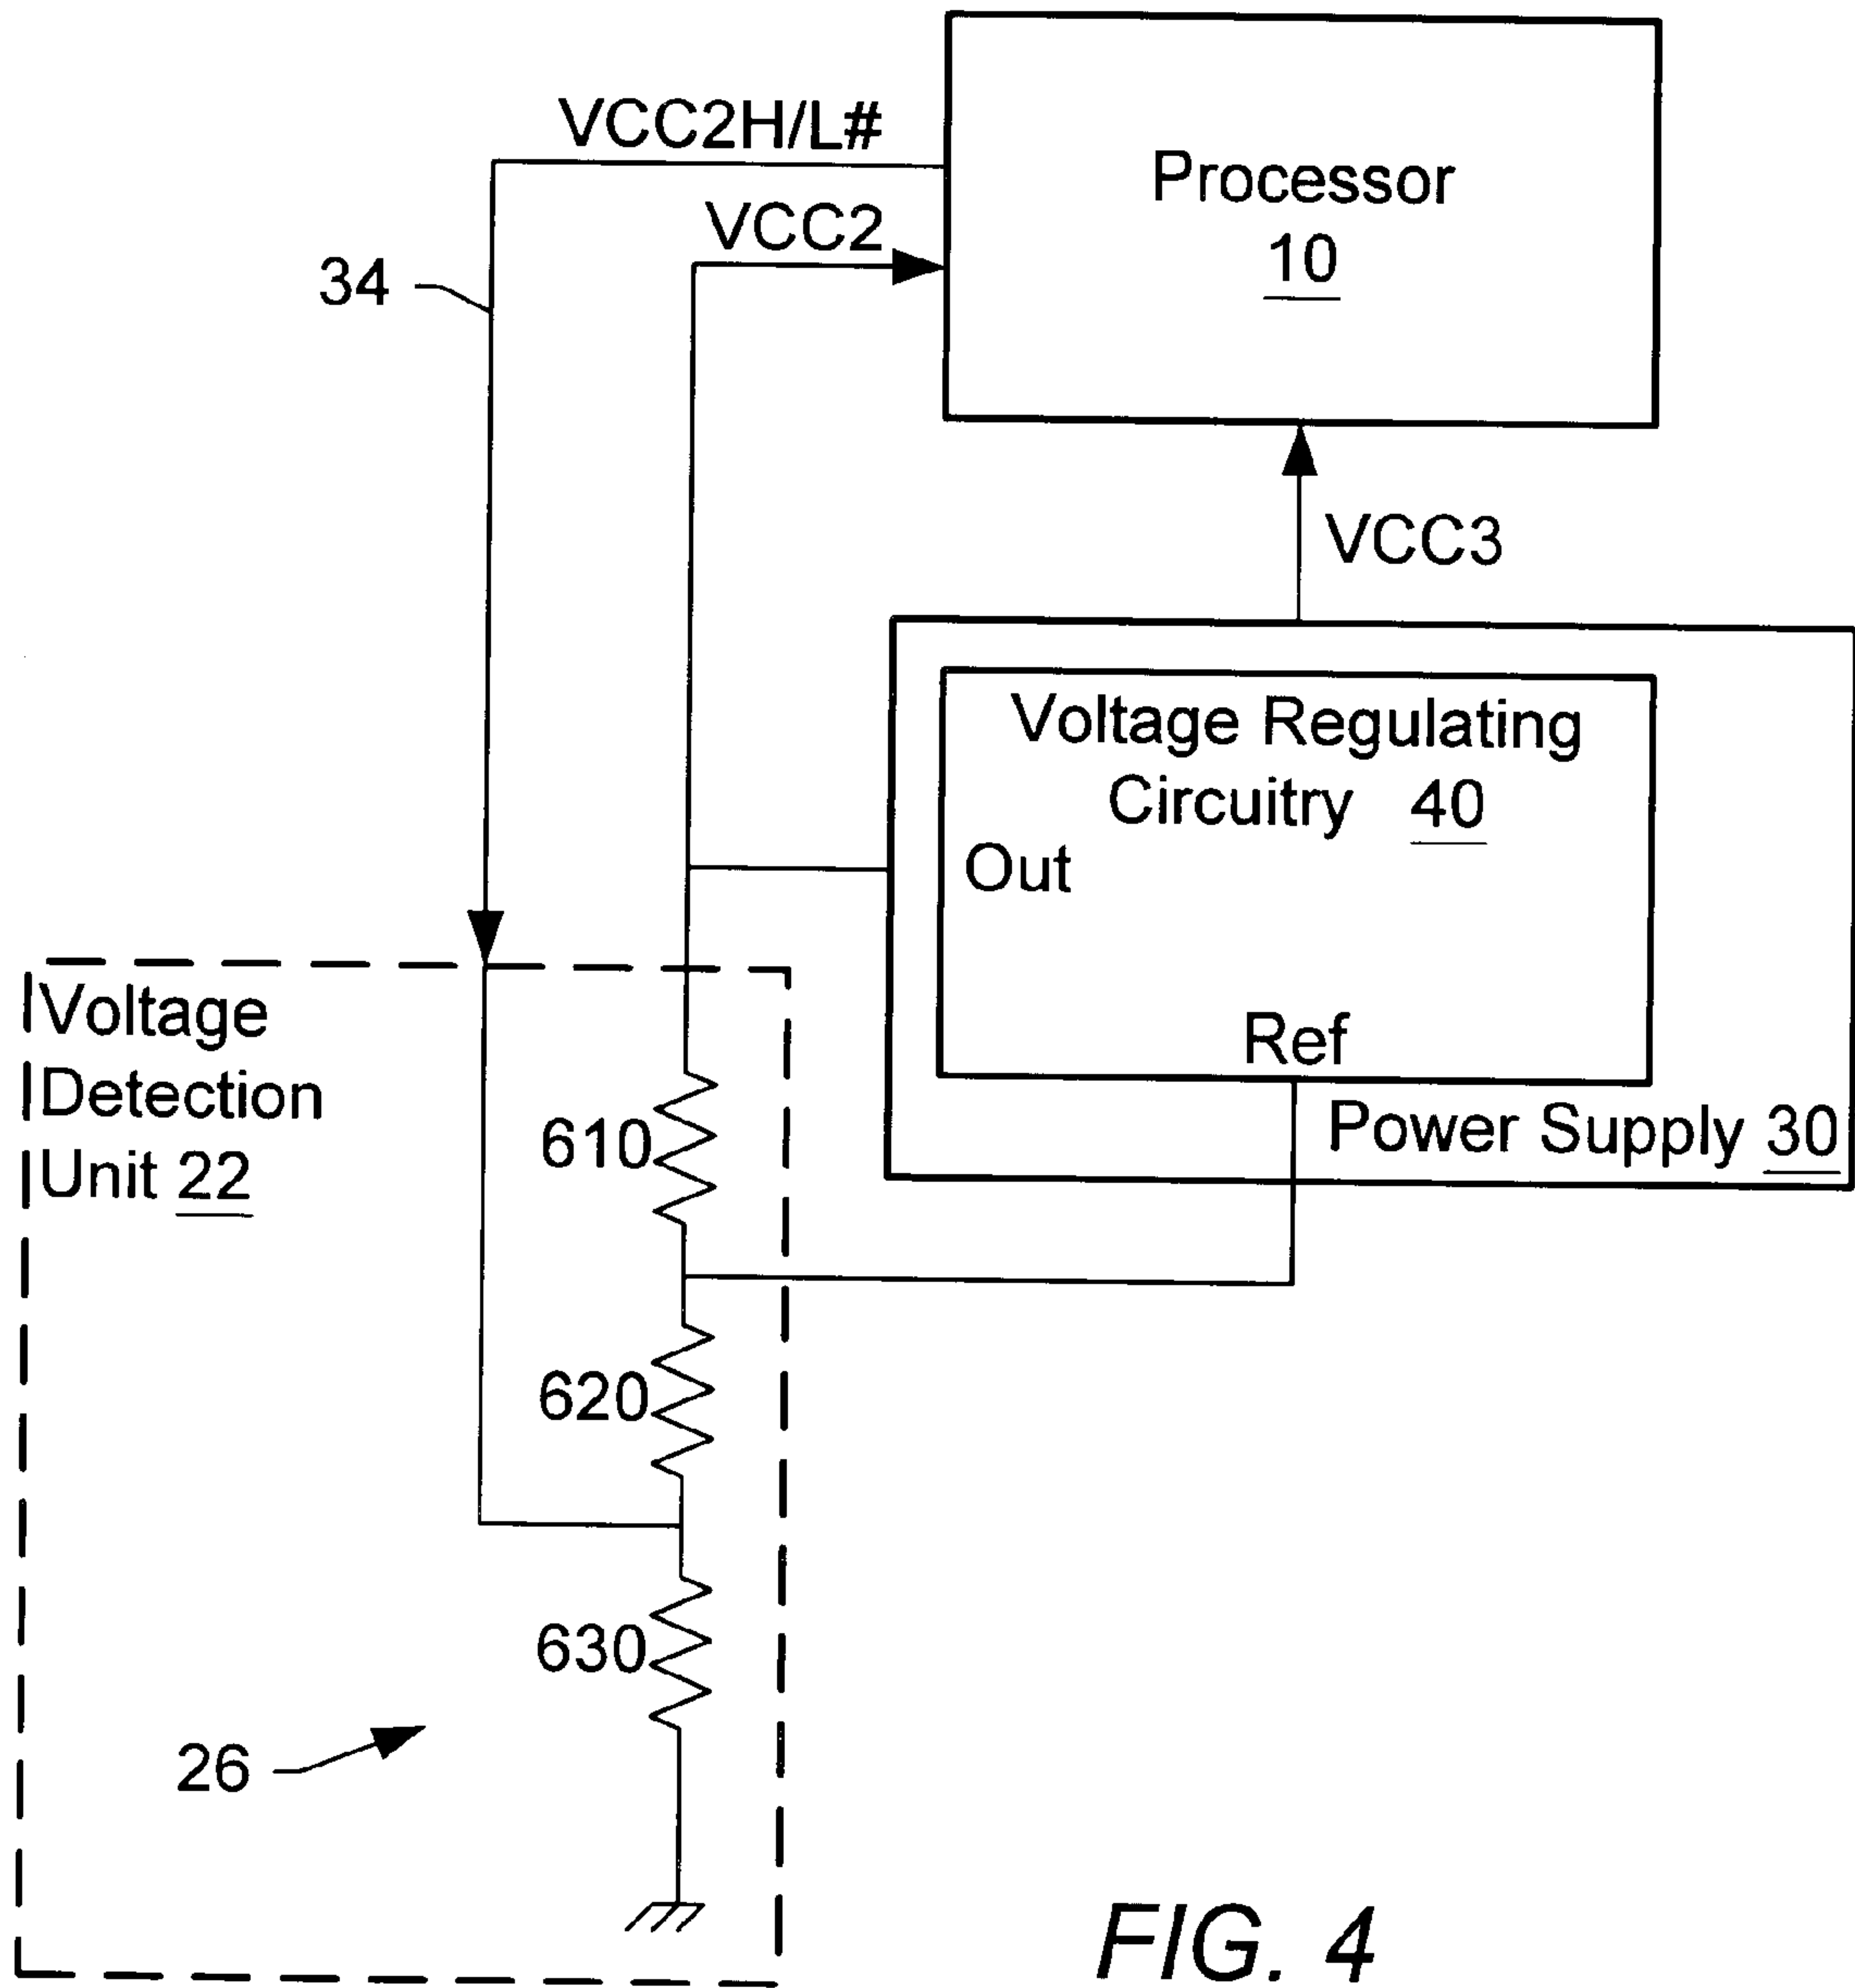 VCC2H/L#
Processor
10
VCC2
34
VCC3
Voltage Regulating
Circuitry 40
Out
Ref
Power Supply 30
Voltage
Detection
Unit 22
610
620
630
26
FIG. 4